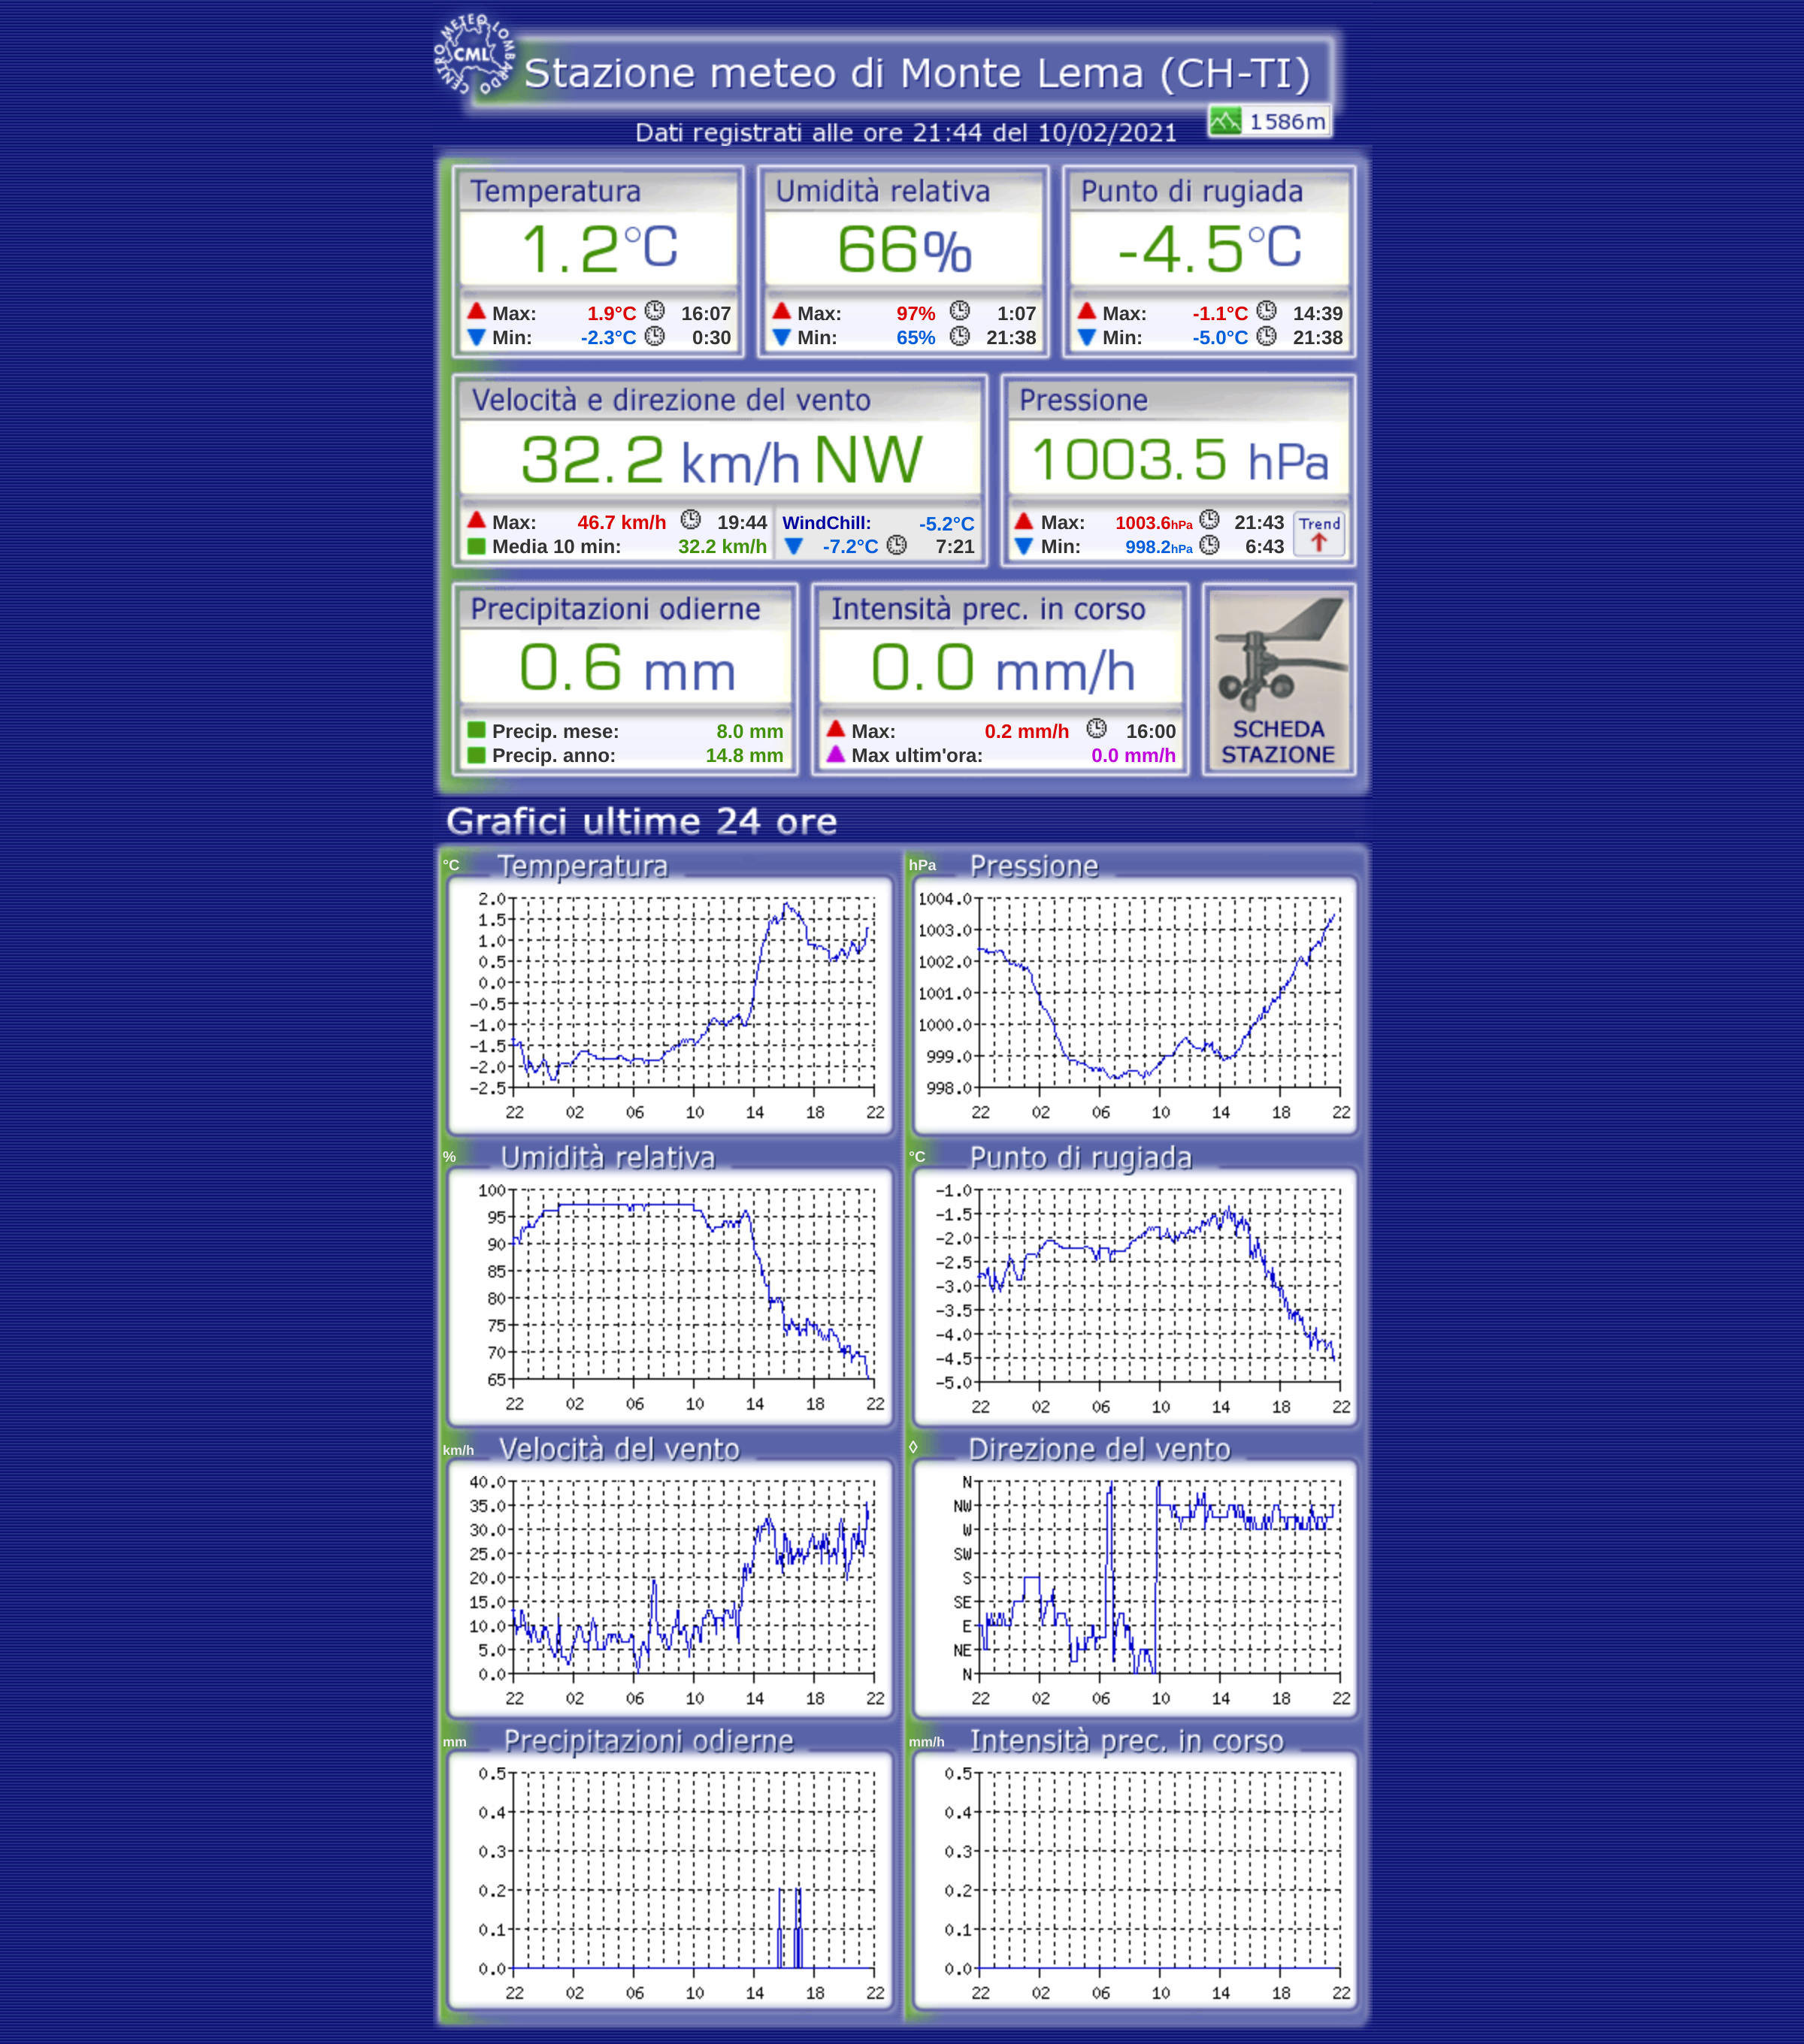 CENTRO METEO LOMBARDO
CML
Stazione meteo di Monte Lema (CH-TI)
1586m
Dati registrati alle ore 21:44 del 10/02/2021
Temperatura
1.2°C
Max: 1.9°C 16:07
Min: -2.3°C 0:30
Umidità relativa
66%
Max: 97% 1:07
Min: 65% 21:38
Punto di rugiada
-4.5°C
Max: -1.1°C 14:39
Min: -5.0°C 21:38
Velocità e direzione del vento
32.2 km/h NW
Max: 46.7 km/h 19:44
Media 10 min: 32.2 km/h
WindChill: -5.2°C
-7.2°C 7:21
Pressione
1003.5 hPa
Max: 1003.6hPa 21:43
Min: 998.2hPa 6:43
Trend
Precipitazioni odierne
0.6 mm
Precip. mese: 8.0 mm
Precip. anno: 14.8 mm
Intensità prec. in corso
0.0 mm/h
Max: 0.2 mm/h 16:00
Max ultim'ora: 0.0 mm/h
SCHEDA
STAZIONE
Grafici ultime 24 ore
°C Temperatura
2.0
1.5
1.0
0.5
0.0
-0.5
-1.0
-1.5
-2.0
-2.5
22 02 06 10 14 18 22
hPa Pressione
1004.0
1003.0
1002.0
1001.0
1000.0
999.0
998.0
22 02 06 10 14 18 22
% Umidità relativa
100
95
90
85
80
75
70
65
22 02 06 10 14 18 22
°C Punto di rugiada
-1.0
-1.5
-2.0
-2.5
-3.0
-3.5
-4.0
-4.5
-5.0
22 02 06 10 14 18 22
km/h Velocità del vento
40.0
35.0
30.0
25.0
20.0
15.0
10.0
5.0
0.0
22 02 06 10 14 18 22
◊ Direzione del vento
N
NW
W
SW
S
SE
E
NE
N
22 02 06 10 14 18 22
mm Precipitazioni odierne
0.5
0.4
0.3
0.2
0.1
0.0
22 02 06 10 14 18 22
mm/h Intensità prec. in corso
0.5
0.4
0.3
0.2
0.1
0.0
22 02 06 10 14 18 22